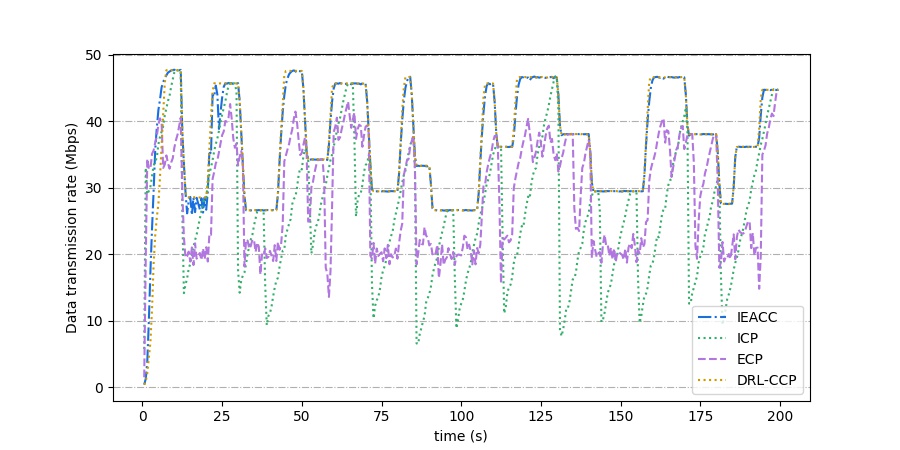 50
40
30
20
10
0
Data transmission rate (Mbps)
0 25 50 75 100 125 150 175 200
time (s)
IEACC
ICP
ECP
DRL-CCP